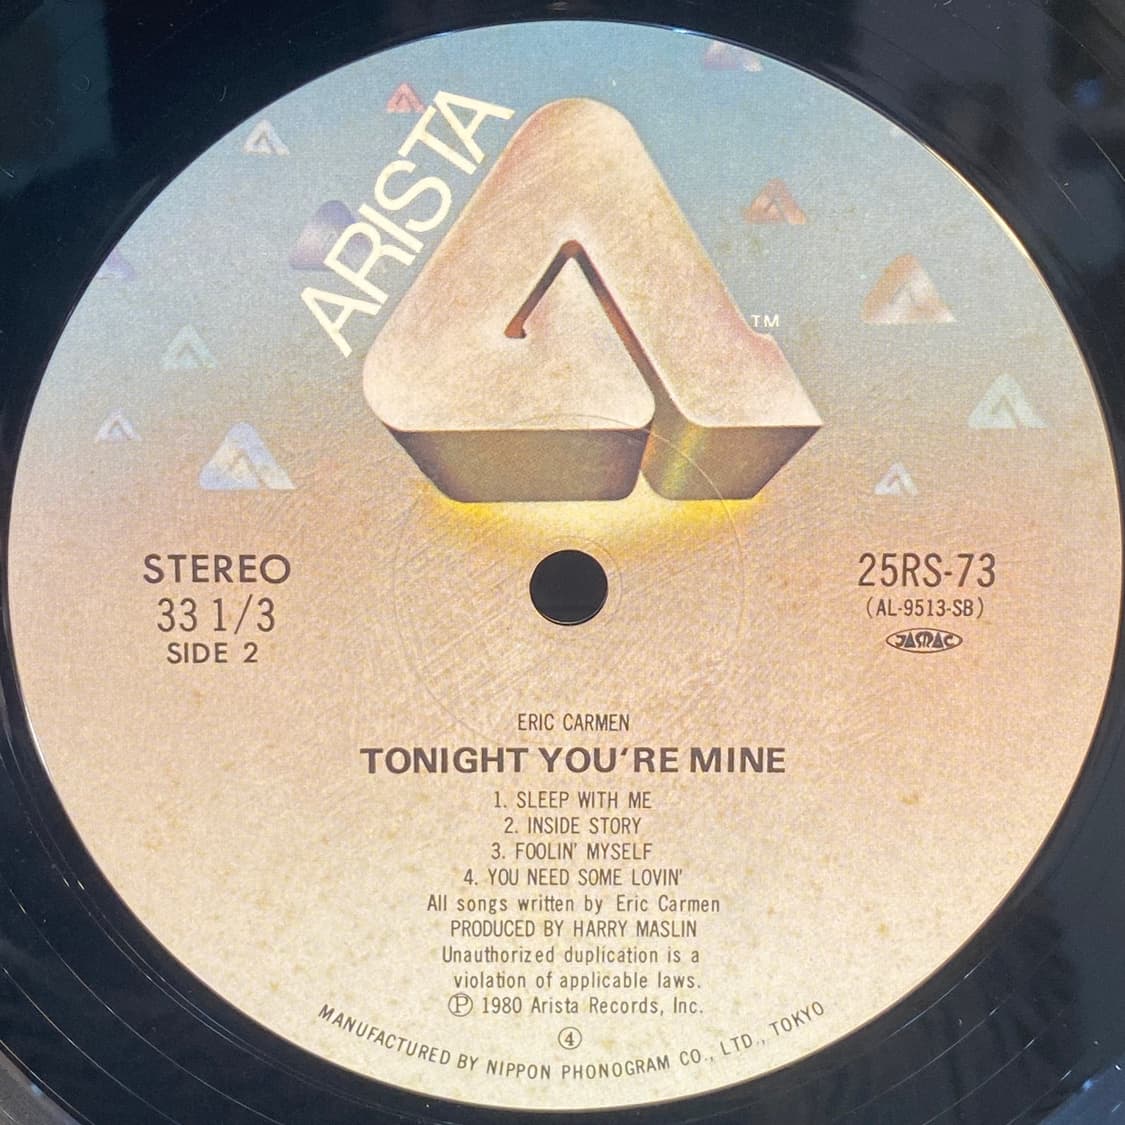 ARISTA
TM
STEREO
33 1/3
SIDE 2
25RS-73
(AL-9513-SB)
JASRAC
ERIC CARMEN
TONIGHT YOU'RE MINE
1. SLEEP WITH ME
2. INSIDE STORY
3. FOOLIN' MYSELF
4. YOU NEED SOME LOVIN'
All songs written by Eric Carmen
PRODUCED BY HARRY MASLIN
Unauthorized duplication is a
violation of applicable laws.
Ⓟ 1980 Arista Records, Inc.
④
MANUFACTURED BY NIPPON PHONOGRAM CO., LTD., TOKYO